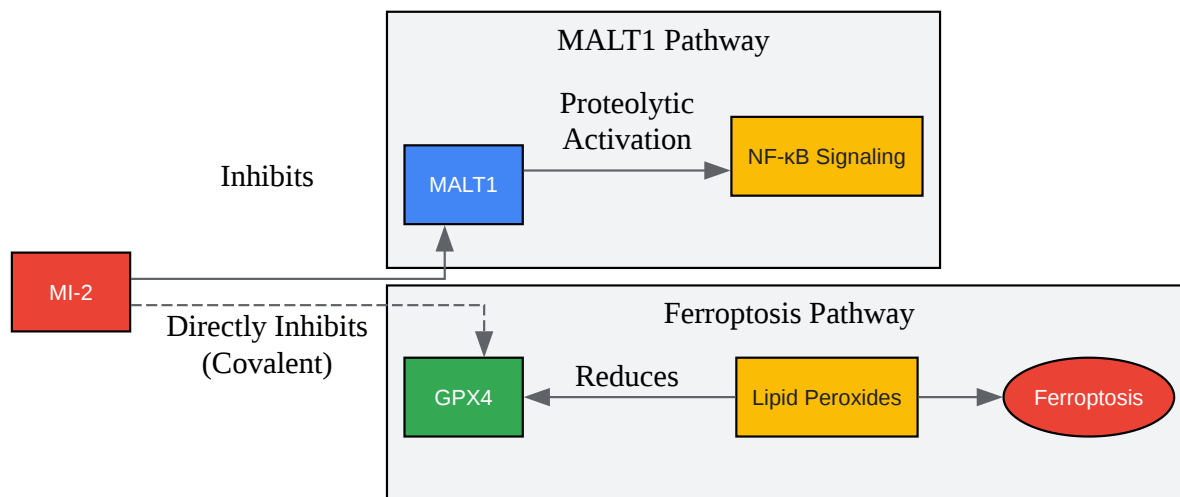 MALT1 Pathway
Proteolytic
Activation
NF-κB Signaling
MALT1
Inhibits
MI-2
Directly Inhibits
(Covalent)
Ferroptosis Pathway
GPX4
Reduces
Lipid Peroxides
Ferroptosis